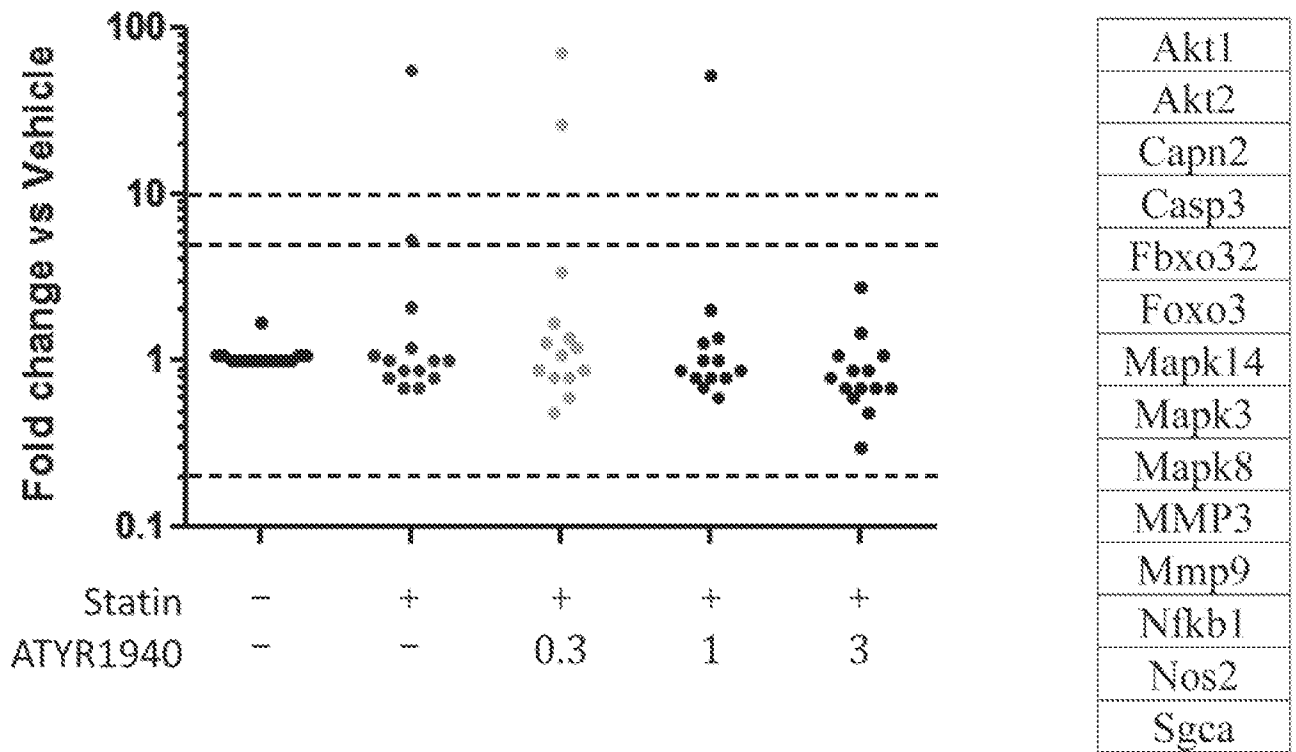 Fold change vs Vehicle
100
10
1
0.1
Statin - + + + +
ATYR1940 - - 0.3 1 3
Akt1
Akt2
Capn2
Casp3
Fbxo32
Foxo3
Mapk14
Mapk3
Mapk8
MMP3
Mmp9
Nfkb1
Nos2
Sgca